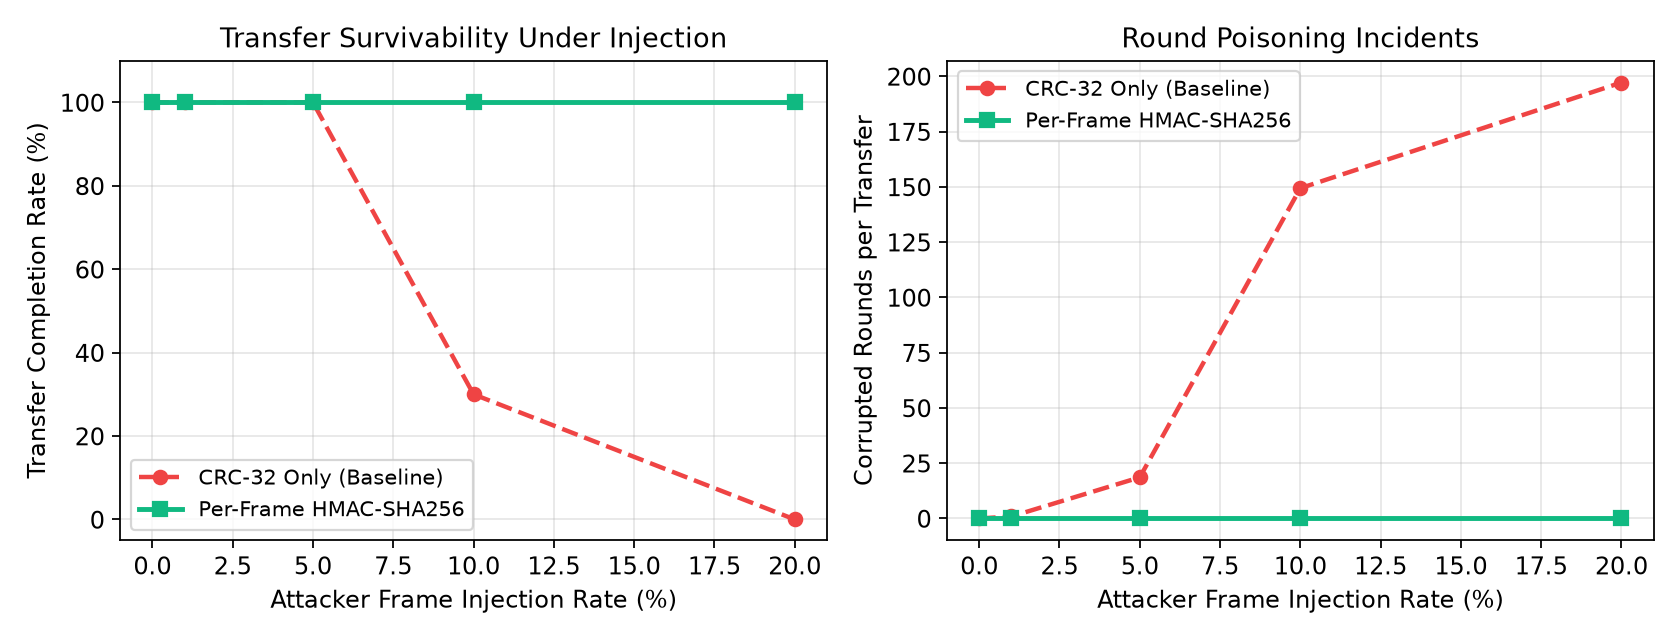 Transfer Survivability Under Injection
Transfer Completion Rate (%)
100
80
60
40
20
0
CRC-32 Only (Baseline)
Per-Frame HMAC-SHA256
0.0 2.5 5.0 7.5 10.0 12.5 15.0 17.5 20.0
Attacker Frame Injection Rate (%)
Round Poisoning Incidents
Corrupted Rounds per Transfer
200
175
150
125
100
75
50
25
0
CRC-32 Only (Baseline)
Per-Frame HMAC-SHA256
0.0 2.5 5.0 7.5 10.0 12.5 15.0 17.5 20.0
Attacker Frame Injection Rate (%)